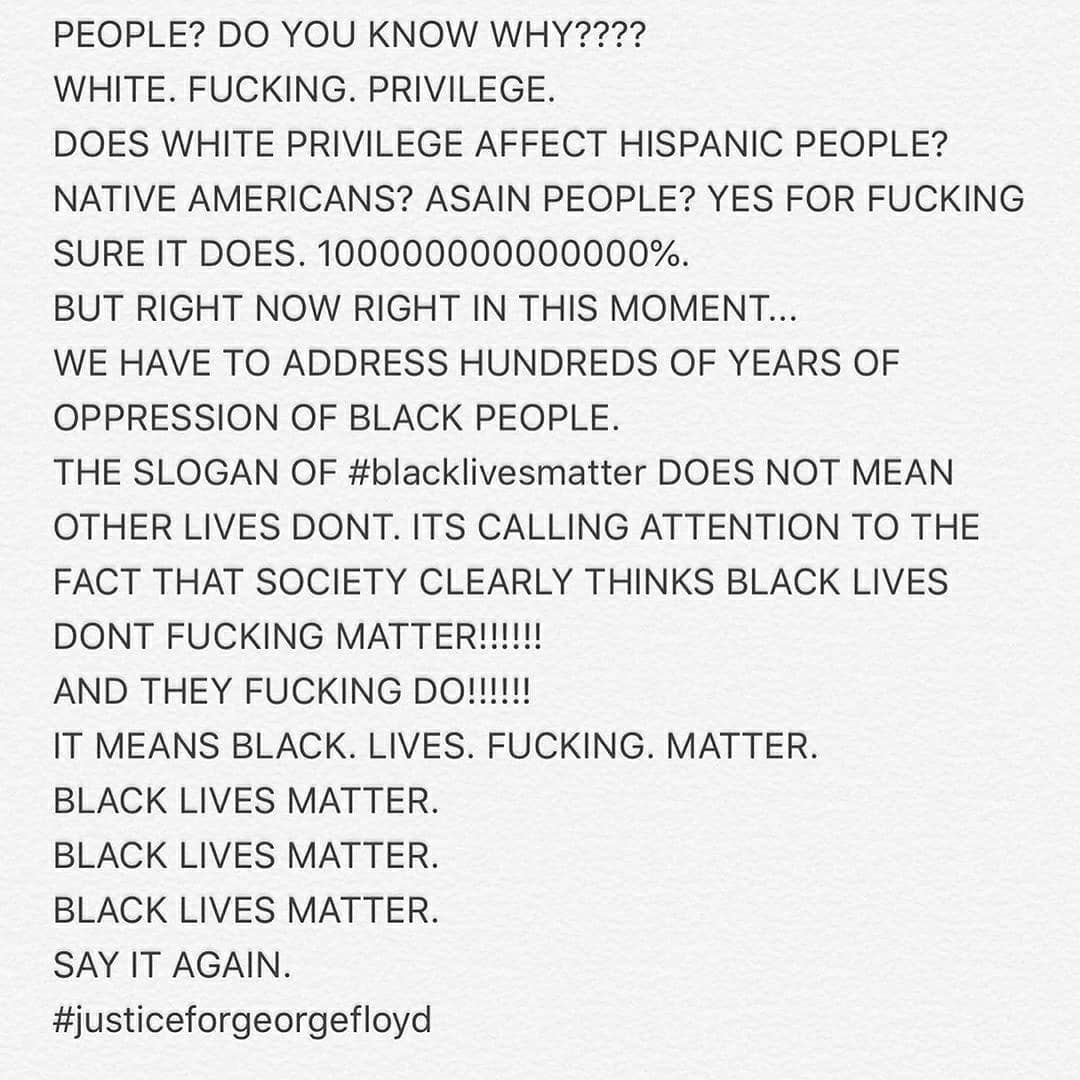 PEOPLE? DO YOU KNOW WHY????
WHITE. FUCKING. PRIVILEGE.
DOES WHITE PRIVILEGE AFFECT HISPANIC PEOPLE?
NATIVE AMERICANS? ASAIN PEOPLE? YES FOR FUCKING
SURE IT DOES. 1000000000000000%.
BUT RIGHT NOW RIGHT IN THIS MOMENT...
WE HAVE TO ADDRESS HUNDREDS OF YEARS OF
OPPRESSION OF BLACK PEOPLE.
THE SLOGAN OF #blacklivesmatter DOES NOT MEAN
OTHER LIVES DONT. ITS CALLING ATTENTION TO THE
FACT THAT SOCIETY CLEARLY THINKS BLACK LIVES
DONT FUCKING MATTER!!!!!!
AND THEY FUCKING DO!!!!!!
IT MEANS BLACK. LIVES. FUCKING. MATTER.
BLACK LIVES MATTER.
BLACK LIVES MATTER.
BLACK LIVES MATTER.
SAY IT AGAIN.
#justiceforgeorgefloyd